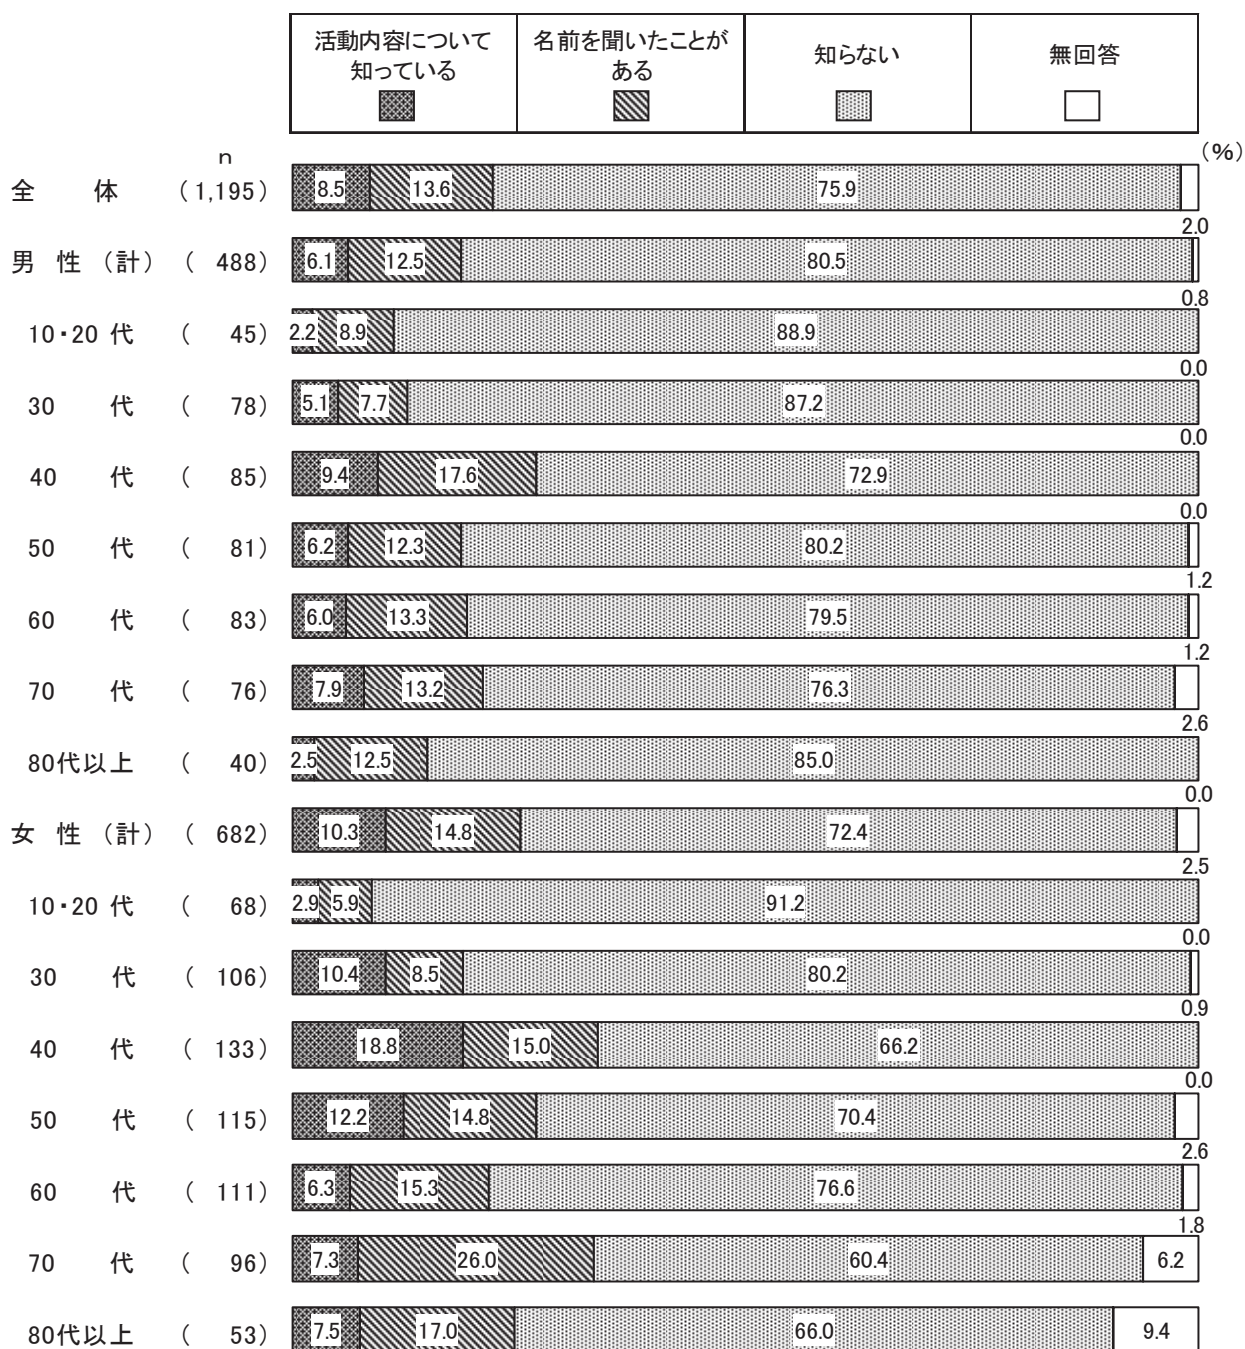 活動内容について
知っている
名前を聞いたことが
ある
知らない
無回答
n
(%)
全　　体 （1,195） 8.5 13.6 75.9 2.0
男　性（計） （ 488） 6.1 12.5 80.5 0.8
10・20 代 （ 45） 2.2 8.9 88.9 0.0
30　　代 （ 78） 5.1 7.7 87.2 0.0
40　　代 （ 85） 9.4 17.6 72.9 0.0
50　　代 （ 81） 6.2 12.3 80.2 1.2
60　　代 （ 83） 6.0 13.3 79.5 1.2
70　　代 （ 76） 7.9 13.2 76.3 2.6
80代以上 （ 40） 2.5 12.5 85.0 0.0
女　性（計） （ 682） 10.3 14.8 72.4 2.5
10・20 代 （ 68） 2.9 5.9 91.2 0.0
30　　代 （ 106） 10.4 8.5 80.2 0.9
40　　代 （ 133） 18.8 15.0 66.2 0.0
50　　代 （ 115） 12.2 14.8 70.4 2.6
60　　代 （ 111） 6.3 15.3 76.6 1.8
70　　代 （ 96） 7.3 26.0 60.4 6.2
80代以上 （ 53） 7.5 17.0 66.0 9.4